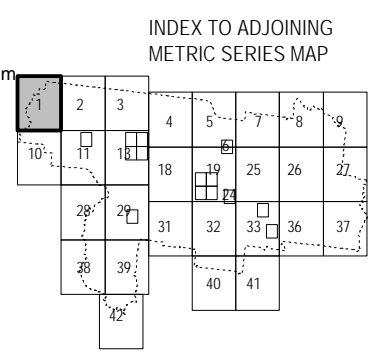 INDEX TO ADJOINING
METRIC SERIES MAP
m
1 2 3 4 5 7 8 9
6
10 11 13 18 19 25 26 27
24
28 29 31 32 33 36 37
38 39 40 41
42